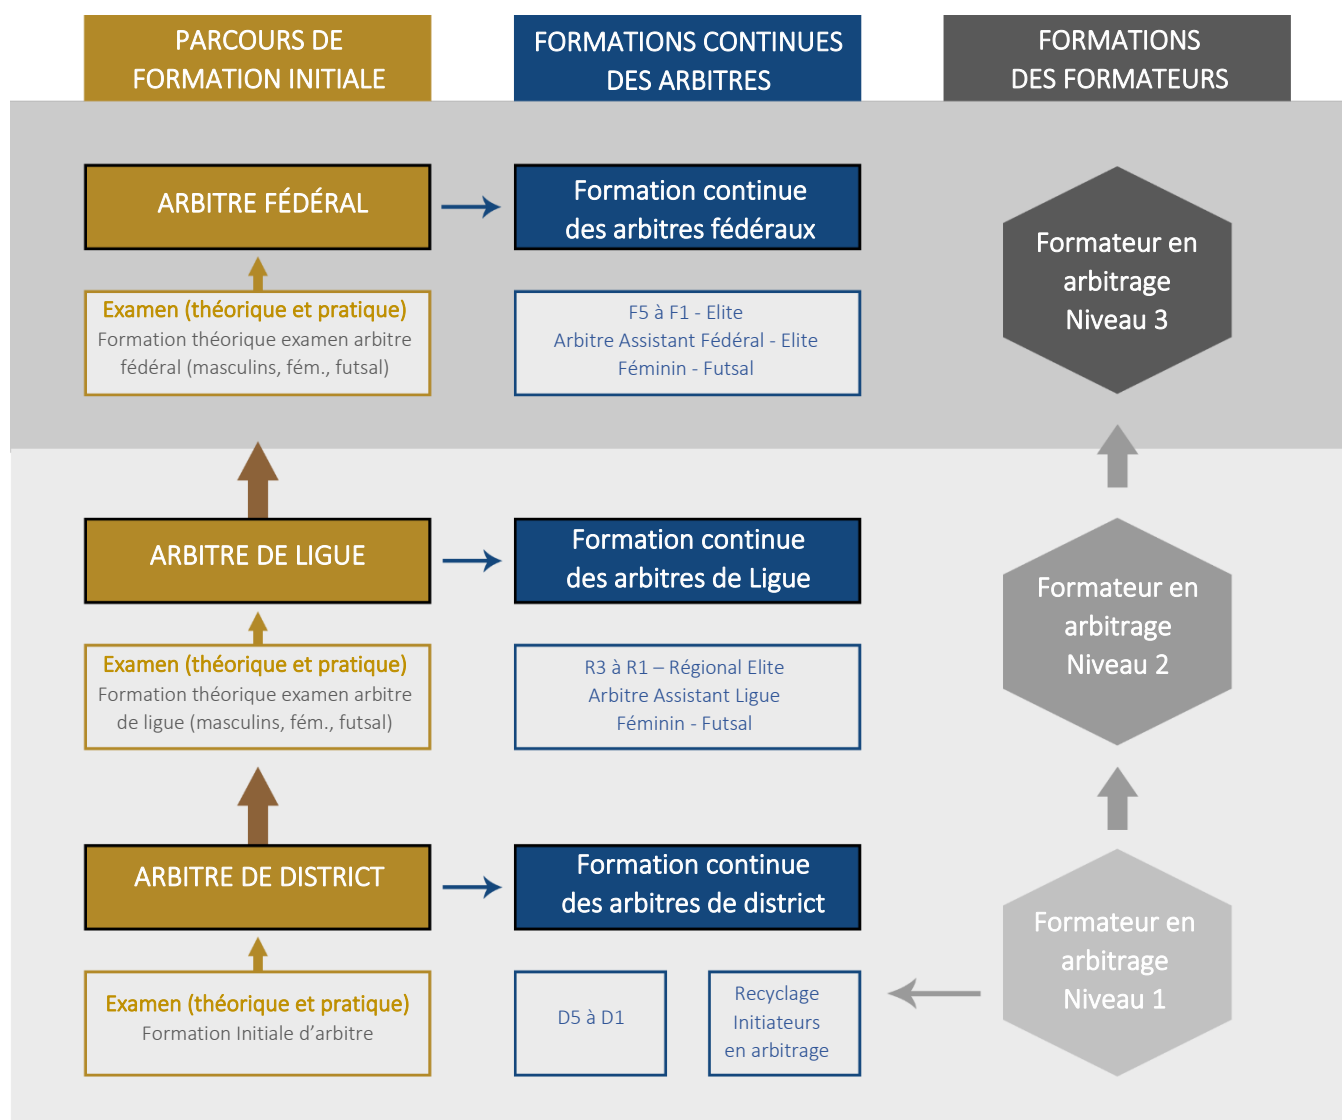 PARCOURS DE
FORMATION INITIALE
FORMATIONS CONTINUES
DES ARBITRES
FORMATIONS
DES FORMATEURS
ARBITRE FÉDÉRAL
Formation continue
des arbitres fédéraux
Examen (théorique et pratique)
Formation théorique examen arbitre
fédéral (masculins, fém., futsal)
F5 à F1 - Elite
Arbitre Assistant Fédéral - Elite
Féminin - Futsal
Formateur en
arbitrage
Niveau 3
ARBITRE DE LIGUE
Formation continue
des arbitres de Ligue
Examen (théorique et pratique)
Formation théorique examen arbitre
de ligue (masculins, fém., futsal)
R3 à R1 – Régional Elite
Arbitre Assistant Ligue
Féminin - Futsal
Formateur en
arbitrage
Niveau 2
ARBITRE DE DISTRICT
Formation continue
des arbitres de district
Examen (théorique et pratique)
Formation Initiale d’arbitre
D5 à D1
Recyclage
Initiateurs
en arbitrage
Formateur en
arbitrage
Niveau 1